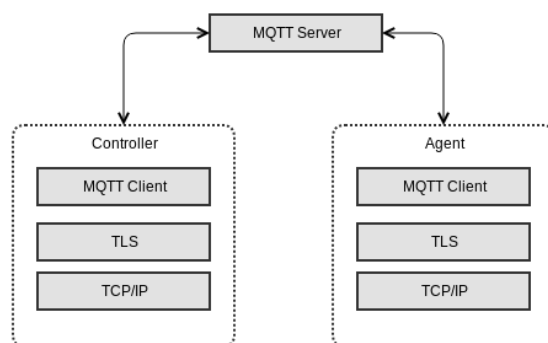 MQTT Server
Controller
MQTT Client
TLS
TCP/IP
Agent
MQTT Client
TLS
TCP/IP